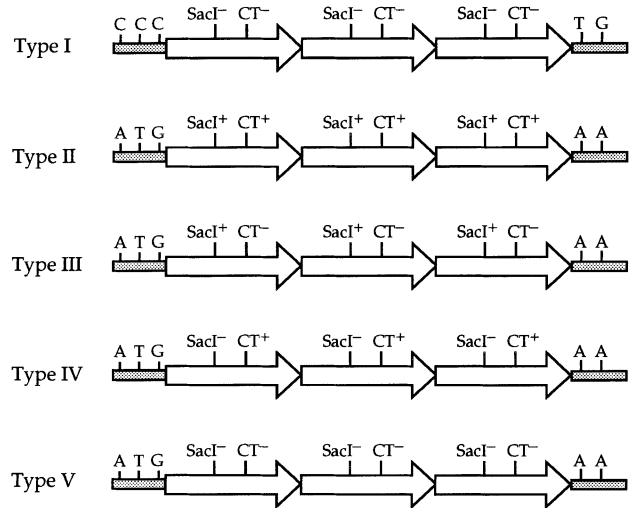 C C C SacI⁻ CT⁻ SacI⁻ CT⁻ SacI⁻ CT⁻ T G
Type I
A T G SacI⁺ CT⁺ SacI⁺ CT⁺ SacI⁺ CT⁺ A A
Type II
A T G SacI⁺ CT⁻ SacI⁺ CT⁻ SacI⁺ CT⁻ A A
Type III
A T G SacI⁻ CT⁺ SacI⁻ CT⁺ SacI⁻ CT⁺ A A
Type IV
A T G SacI⁻ CT⁻ SacI⁻ CT⁻ SacI⁻ CT⁻ A A
Type V